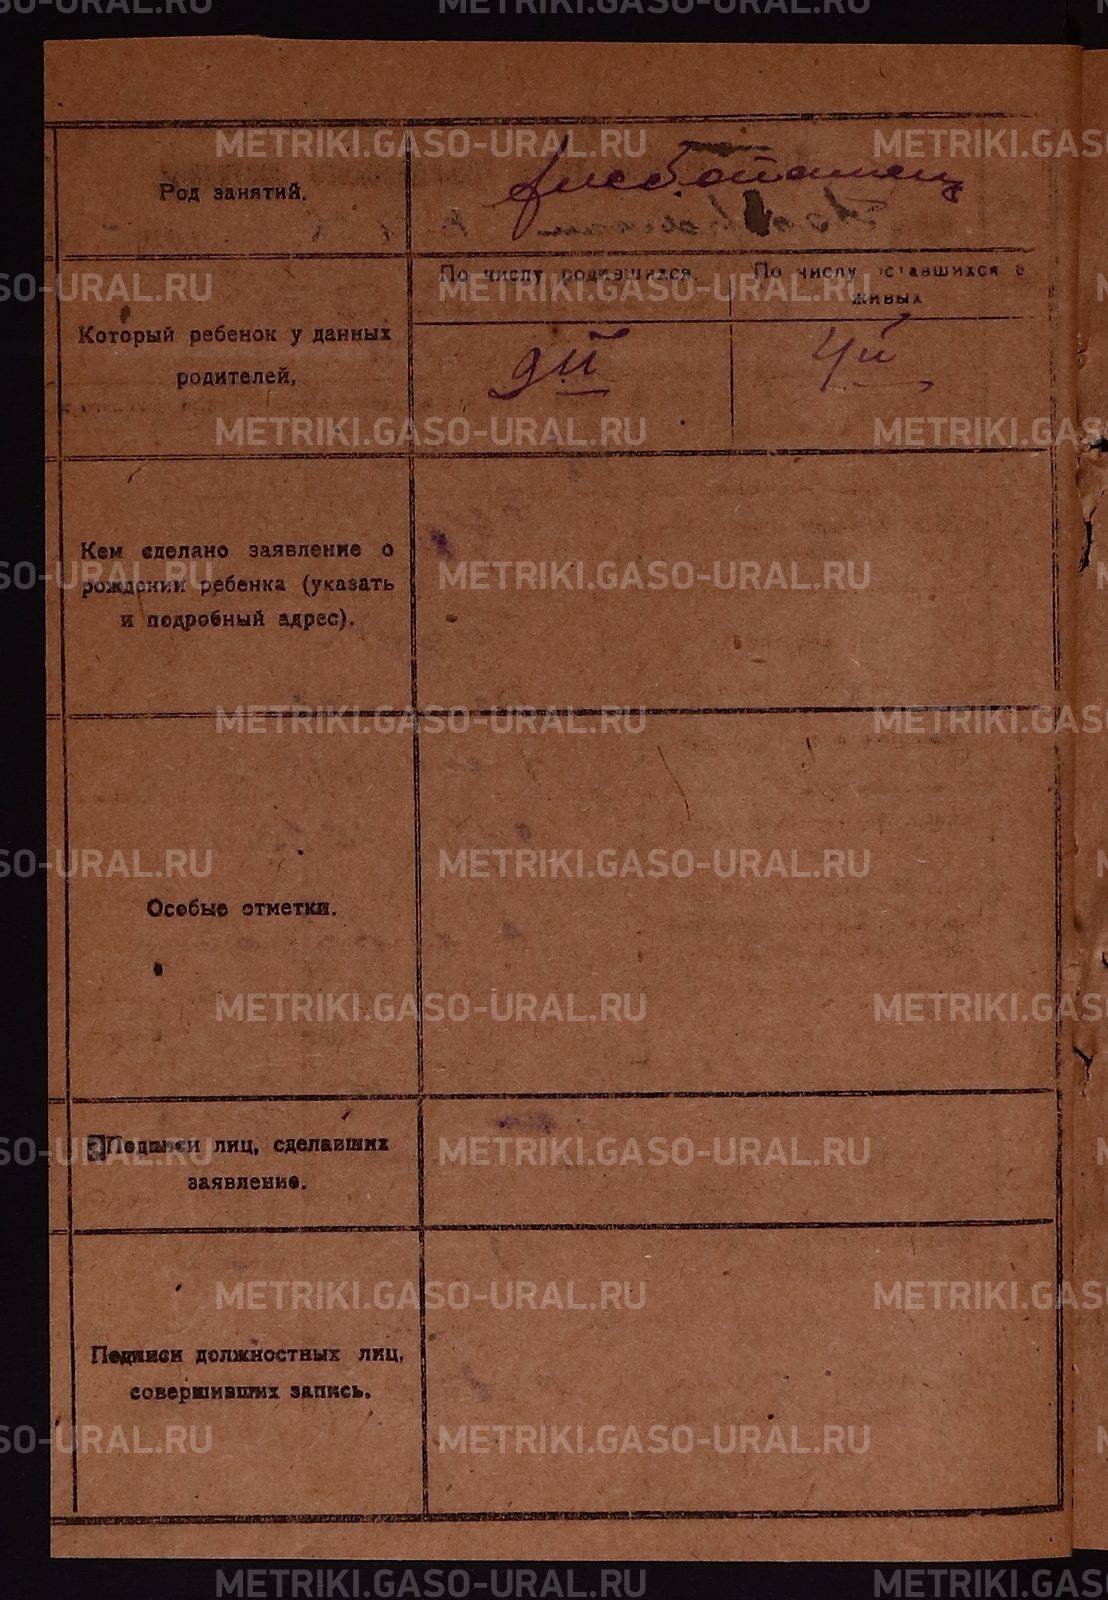 METRIKI.GASO-URAL.RU
Род занятий.
хлебопашец
По числу родившихся.
По числу оставшихся в живых
Который ребенок у данных
родителей,
9й
4й
Кем сделано заявление о
рождении ребенка (указать
и подробный адрес).
Особые отметки.
Подписи лиц, сделавших
заявление.
Подписи должностных лиц,
совершивших запись.